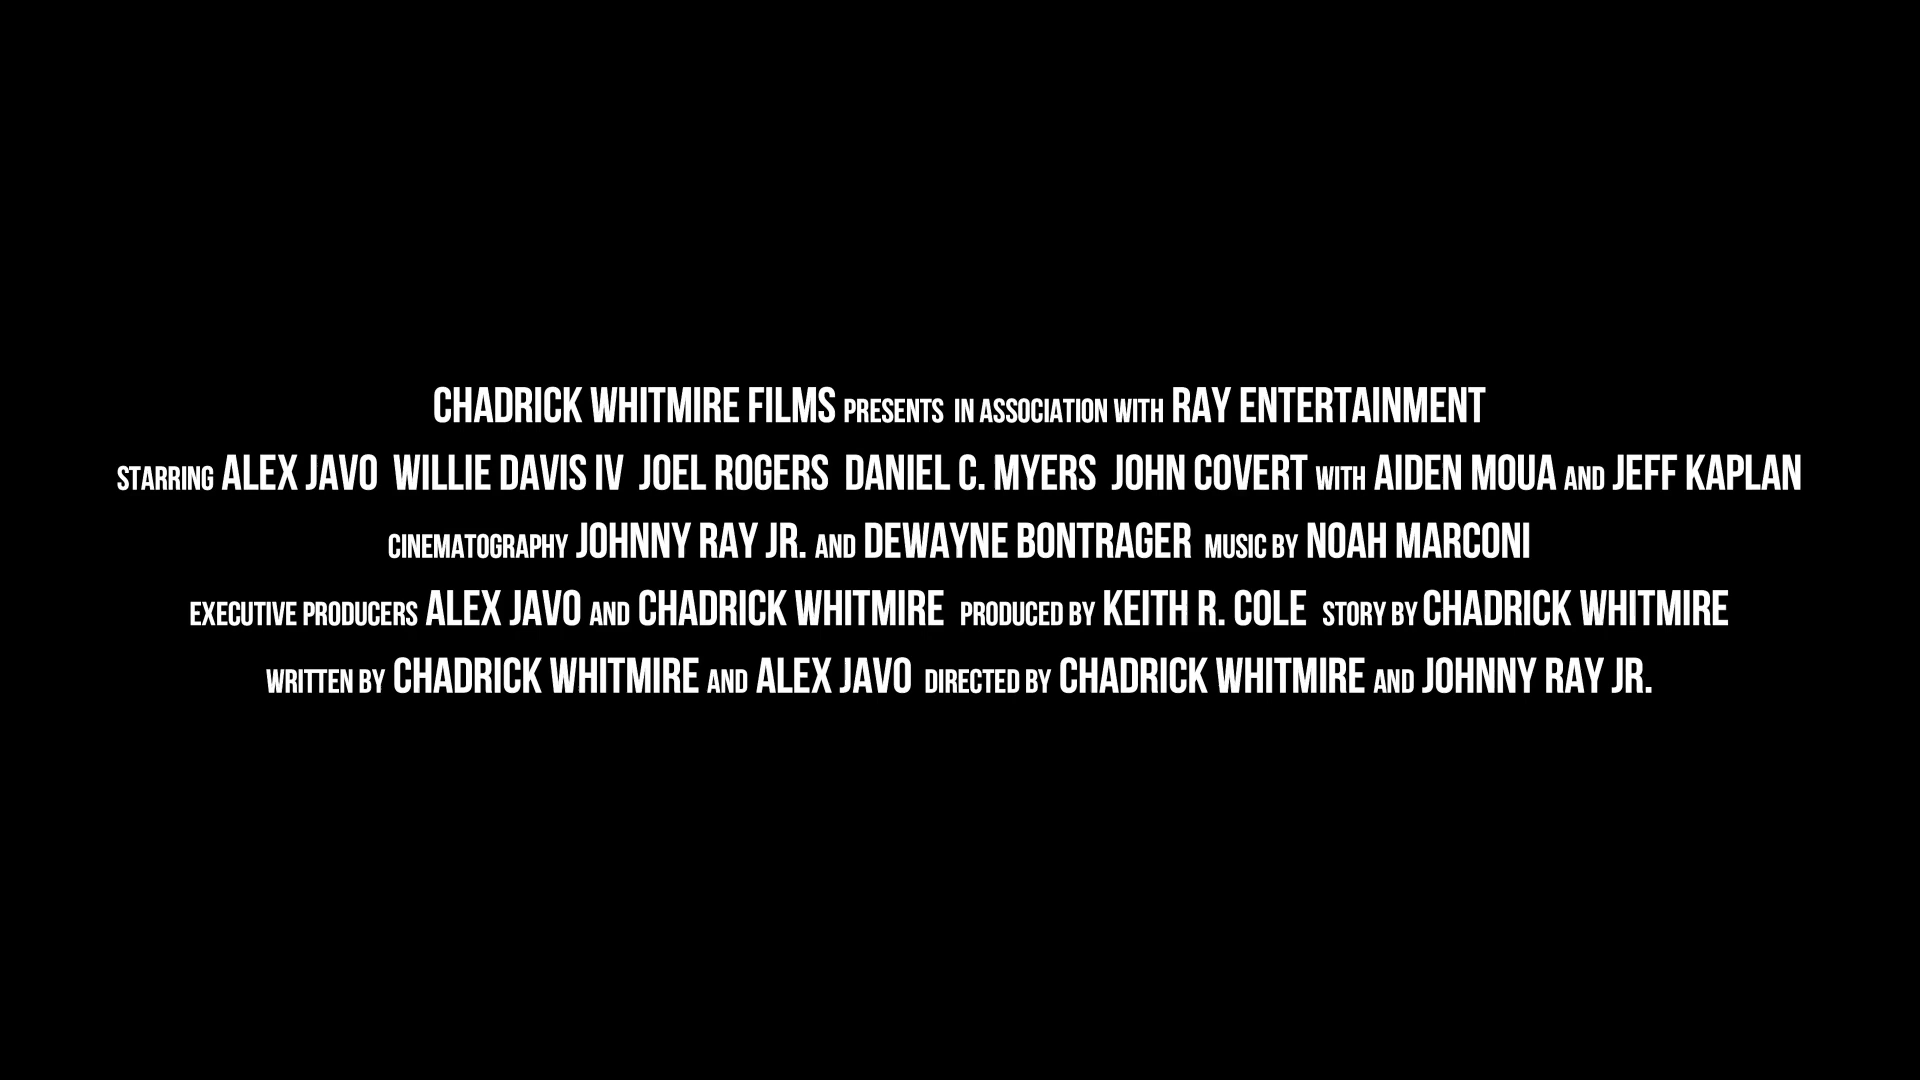 CHADRICK WHITMIRE FILMS PRESENTS IN ASSOCIATION WITH RAY ENTERTAINMENT
STARRING ALEX JAVO WILLIE DAVIS IV JOEL ROGERS DANIEL C. MYERS JOHN COVERT WITH AIDEN MOUA AND JEFF KAPLAN
CINEMATOGRAPHY JOHNNY RAY JR. AND DEWAYNE BONTRAGER MUSIC BY NOAH MARCONI
EXECUTIVE PRODUCERS ALEX JAVO AND CHADRICK WHITMIRE PRODUCED BY KEITH R. COLE STORY BY CHADRICK WHITMIRE
WRITTEN BY CHADRICK WHITMIRE AND ALEX JAVO DIRECTED BY CHADRICK WHITMIRE AND JOHNNY RAY JR.